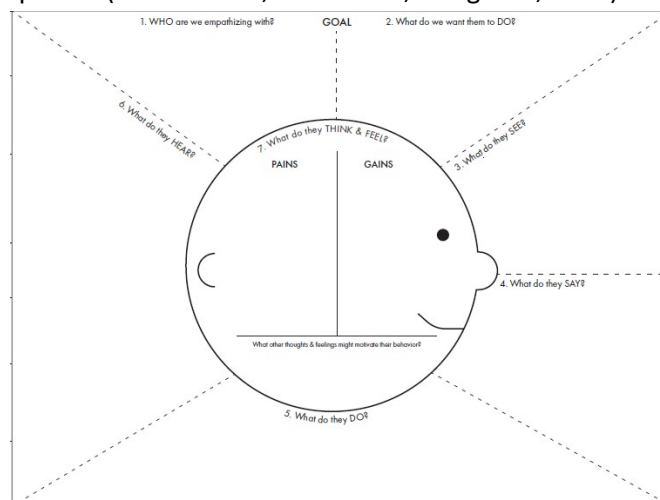 1. WHO are we empathizing with?
GOAL
2. What do we want them to DO?
6. What do they HEAR?
7. What do they THINK & FEEL?
3. What do they SEE?
PAINS
GAINS
4. What do they SAY?
What other thoughts & feelings might motivate their behavior?
5. What do they DO?